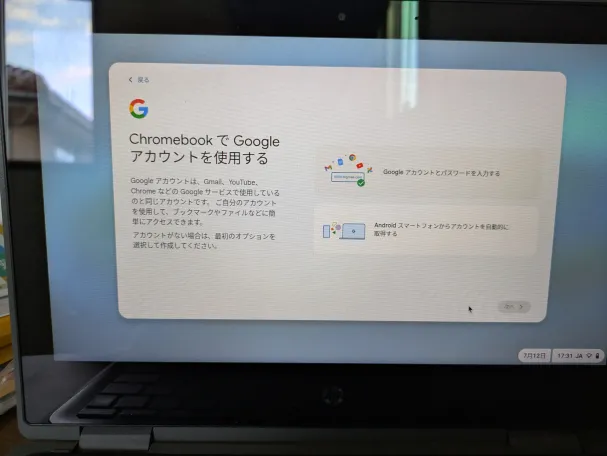 戻る
Chromebook で Google
アカウントを使用する
Google アカウントは、Gmail、YouTube、
Chrome などの Google サービスで使用している
のと同じアカウントです。 ご自分のアカウント
を使用して、ブックマークやファイルなどに簡
単にアクセスできます。
アカウントがない場合は、最初のオプションを
選択して作成してください。
Google アカウントとパスワードを入力する
Android スマートフォンからアカウントを自動的に
取得する
次へ
7月12日
17:31 JA
hp